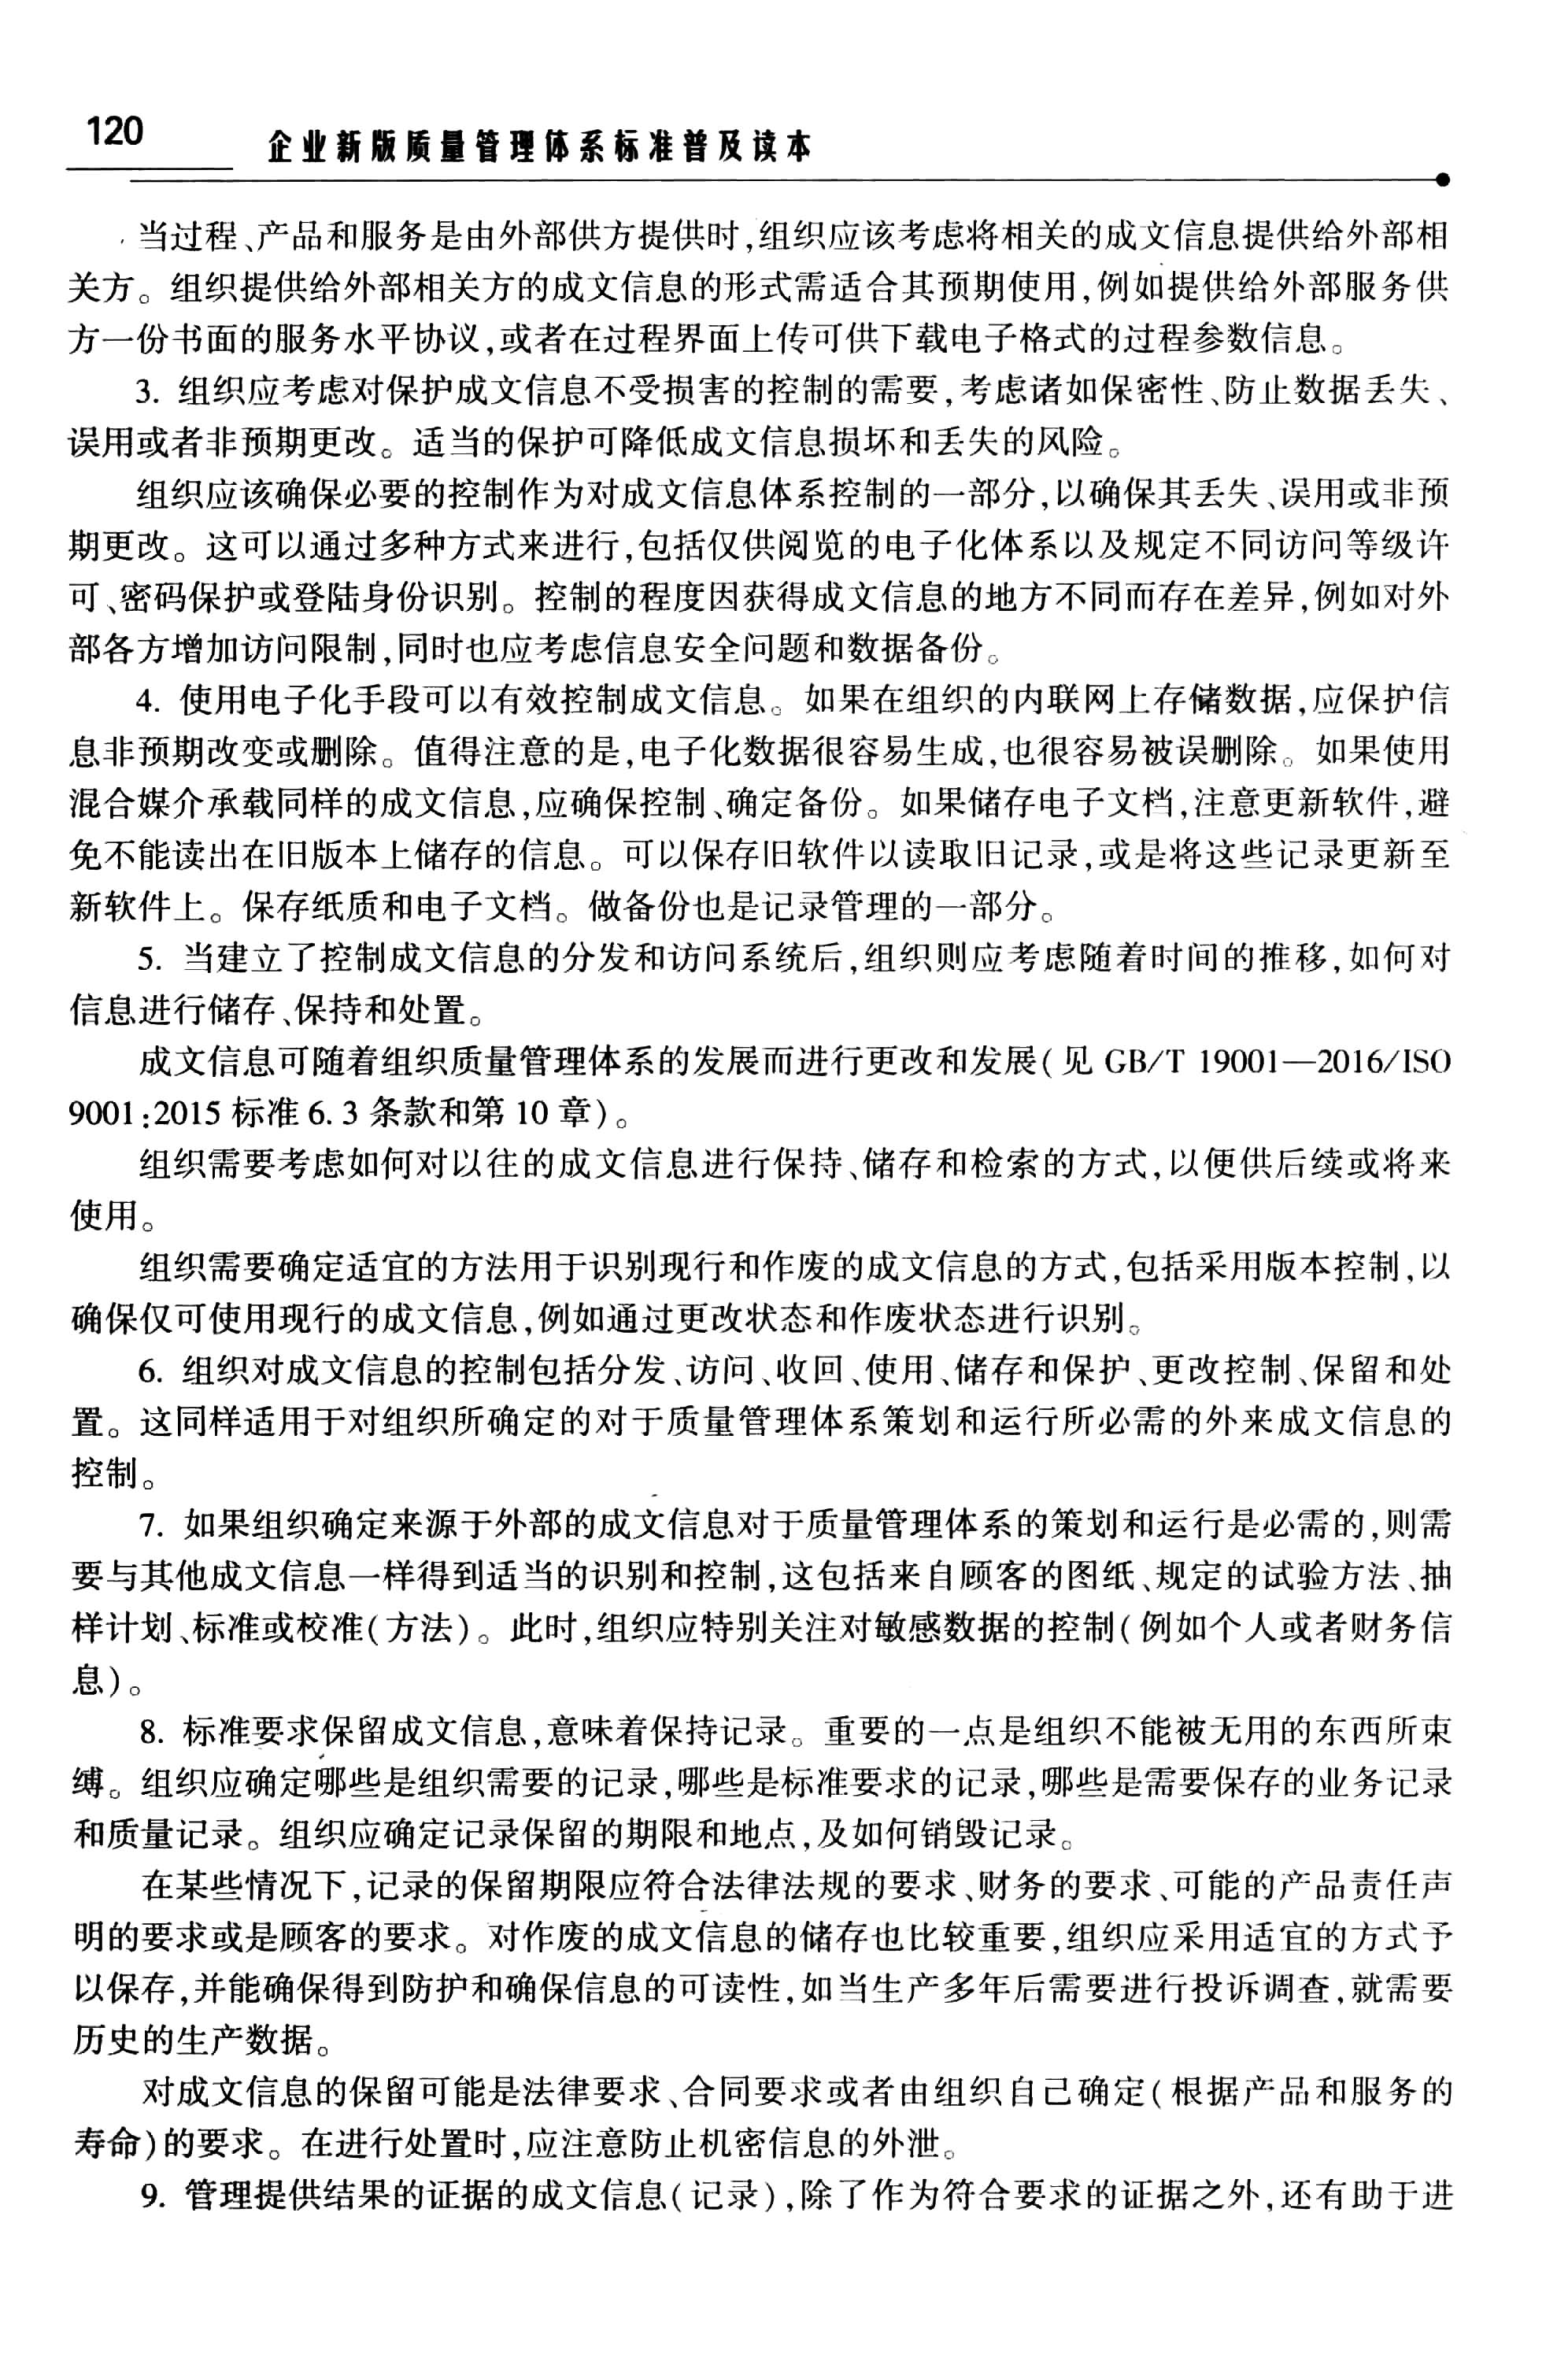 120
企业新版质量管理体系标准普及读本
当过程、产品和服务是由外部供方提供时,组织应该考虑将相关的成文信息提供给外部相
关方。组织提供给外部相关方的成文信息的形式需适合其预期使用,例如提供给外部服务供
方一份书面的服务水平协议,或者在过程界面上传可供下载电子格式的过程参数信息。
3. 组织应考虑对保护成文信息不受损害的控制的需要,考虑诸如保密性、防止数据丢失、
误用或者非预期更改。适当的保护可降低成文信息损坏和丢失的风险。
组织应该确保必要的控制作为对成文信息体系控制的一部分,以确保其丢失、误用或非预
期更改。这可以通过多种方式来进行,包括仅供阅览的电子化体系以及规定不同访问等级许
可、密码保护或登陆身份识别。控制的程度因获得成文信息的地方不同而存在差异,例如对外
部各方增加访问限制,同时也应考虑信息安全问题和数据备份。
4. 使用电子化手段可以有效控制成文信息。如果在组织的内联网上存储数据,应保护信
息非预期改变或删除。值得注意的是,电子化数据很容易生成,也很容易被误删除。如果使用
混合媒介承载同样的成文信息,应确保控制、确定备份。如果储存电子文档,注意更新软件,避
免不能读出在旧版本上储存的信息。可以保存旧软件以读取旧记录,或是将这些记录更新至
新软件上。保存纸质和电子文档。做备份也是记录管理的一部分。
5. 当建立了控制成文信息的分发和访问系统后,组织则应考虑随着时间的推移,如何对
信息进行储存、保持和处置。
成文信息可随着组织质量管理体系的发展而进行更改和发展(见 GB/T 19001—2016/ISO
9001:2015 标准 6.3 条款和第 10 章)。
组织需要考虑如何对以往的成文信息进行保持、储存和检索的方式,以便供后续或将来
使用。
组织需要确定适宜的方法用于识别现行和作废的成文信息的方式,包括采用版本控制,以
确保仅可使用现行的成文信息,例如通过更改状态和作废状态进行识别。
6. 组织对成文信息的控制包括分发、访问、收回、使用、储存和保护、更改控制、保留和处
置。这同样适用于对组织所确定的对于质量管理体系策划和运行所必需的外来成文信息的
控制。
7. 如果组织确定来源于外部的成文信息对于质量管理体系的策划和运行是必需的,则需
要与其他成文信息一样得到适当的识别和控制,这包括来自顾客的图纸、规定的试验方法、抽
样计划、标准或校准(方法)。此时,组织应特别关注对敏感数据的控制(例如个人或者财务信
息)。
8. 标准要求保留成文信息,意味着保持记录。重要的一点是组织不能被无用的东西所束
缚。组织应确定哪些是组织需要的记录,哪些是标准要求的记录,哪些是需要保存的业务记录
和质量记录。组织应确定记录保留的期限和地点,及如何销毁记录。
在某些情况下,记录的保留期限应符合法律法规的要求、财务的要求、可能的产品责任声
明的要求或是顾客的要求。对作废的成文信息的储存也比较重要,组织应采用适宜的方式予
以保存,并能确保得到防护和确保信息的可读性,如当生产多年后需要进行投诉调查,就需要
历史的生产数据。
对成文信息的保留可能是法律要求、合同要求或者由组织自己确定(根据产品和服务的
寿命)的要求。在进行处置时,应注意防止机密信息的外泄。
9. 管理提供结果的证据的成文信息(记录),除了作为符合要求的证据之外,还有助于进